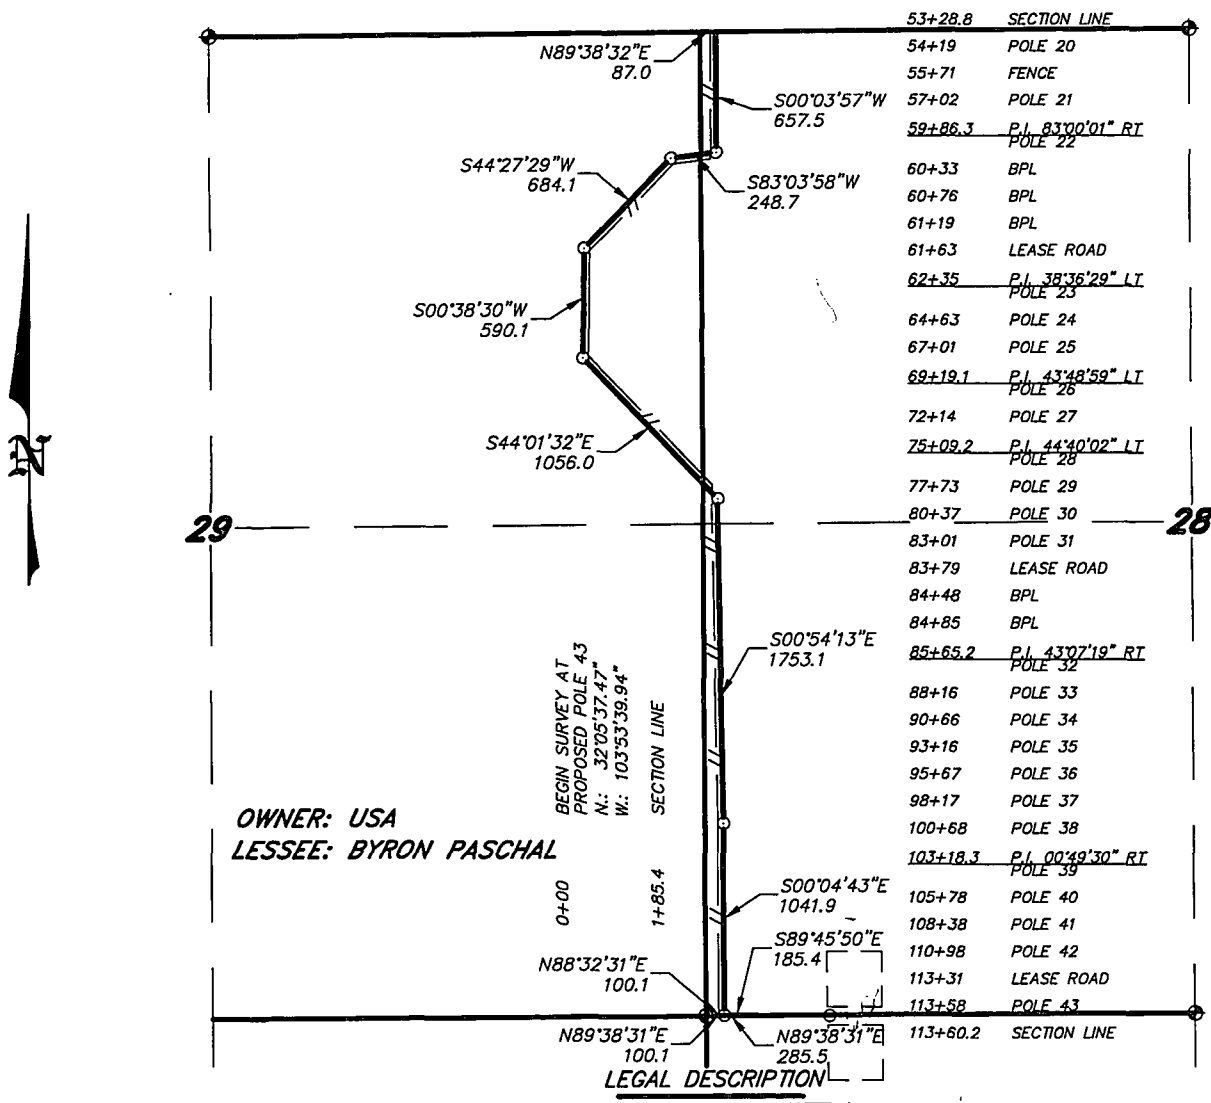 53+28.8 SECTION LINE
54+19 POLE 20
55+71 FENCE
57+02 POLE 21
59+86.3 P.I. 83°00'01" RT
POLE 22
60+33 BPL
60+76 BPL
61+19 BPL
61+63 LEASE ROAD
62+35 P.I. 38°36'29" LT
POLE 23
64+63 POLE 24
67+01 POLE 25
69+19.1 P.I. 43°48'59" LT
POLE 26
72+14 POLE 27
75+09.2 P.I. 44°40'02" LT
POLE 28
77+73 POLE 29
80+37 POLE 30
83+01 POLE 31
83+79 LEASE ROAD
84+48 BPL
84+85 BPL
85+65.2 P.I. 43°07'19" RT
POLE 32
88+16 POLE 33
90+66 POLE 34
93+16 POLE 35
95+67 POLE 36
98+17 POLE 37
100+68 POLE 38
103+18.3 P.I. 00°49'30" RT
POLE 39
105+78 POLE 40
108+38 POLE 41
110+98 POLE 42
113+31 LEASE ROAD
113+58 POLE 43
113+60.2 SECTION LINE
N89°38'32"E
87.0
S00°03'57"W
657.5
S44°27'29"W
684.1
S83°03'58"W
248.7
S00°38'30"W
590.1
S44°01'32"E
1056.0
N
29
28
S00°54'13"E
1753.1
0+00 BEGIN SURVEY AT
PROPOSED POLE 43
N.: 32°05'37.47"
W.: 103°53'39.94"
1+85.4 SECTION LINE
OWNER: USA
LESSEE: BYRON PASCHAL
S00°04'43"E
1041.9
S89°45'50"E
185.4
N88°32'31"E
100.1
N89°38'31"E
100.1
N89°38'31"E
285.5
LEGAL DESCRIPTION